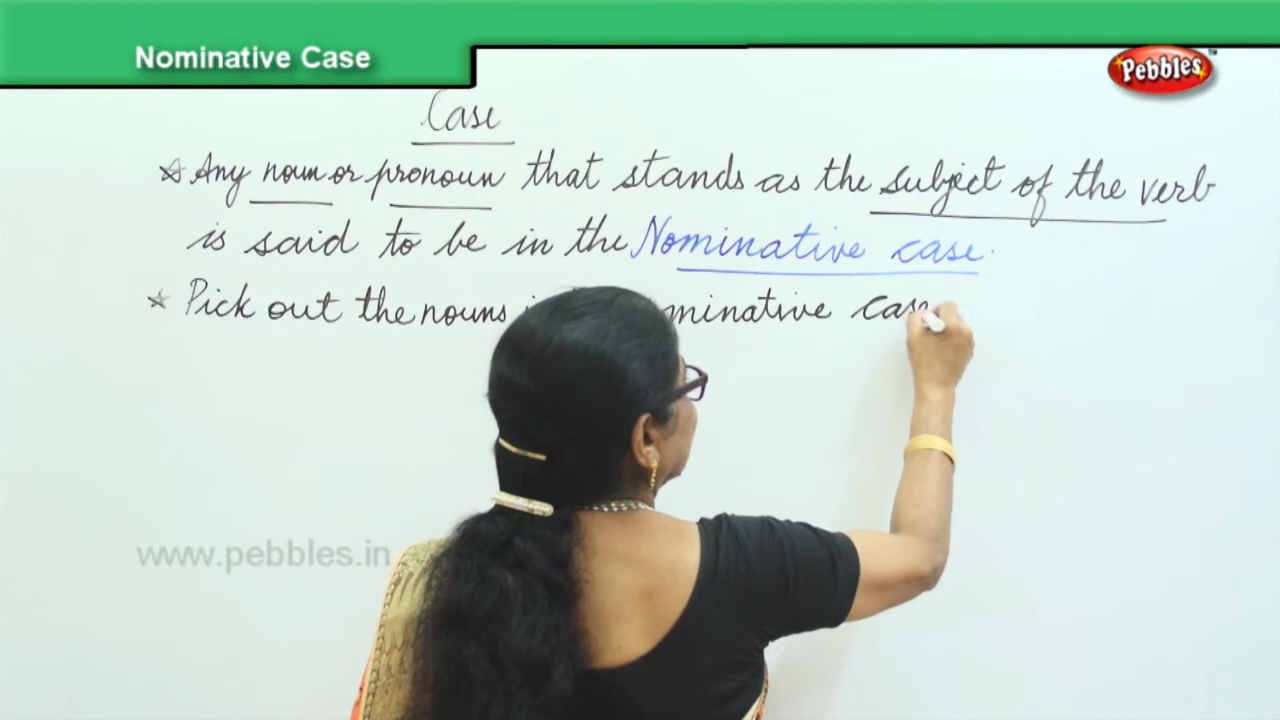 Nominative Case
Pebbles
Case
Any noun or pronoun that stands as the subject of the verb
is said to be in the Nominative case.
Pick out the nouns minative case
www.pebbles.in